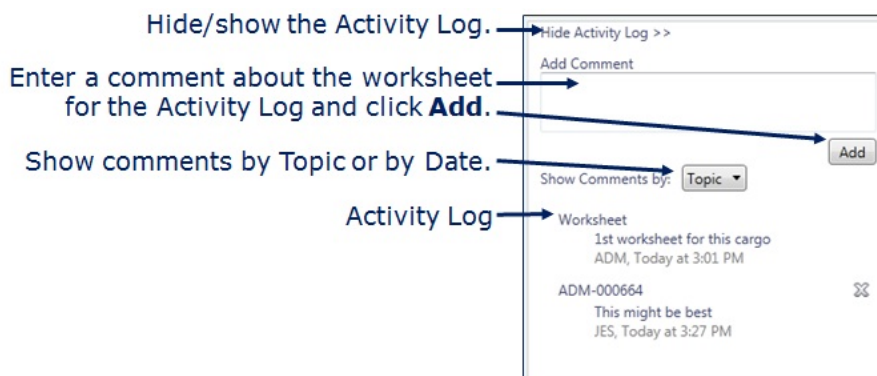 Hide/show the Activity Log.
Hide Activity Log >>
Enter a comment about the worksheet
for the Activity Log and click Add.
Add Comment
Add
Show comments by Topic or by Date.
Show Comments by: Topic
Activity Log
Worksheet
1st worksheet for this cargo
ADM, Today at 3:01 PM
ADM-000664
This might be best
JES, Today at 3:27 PM